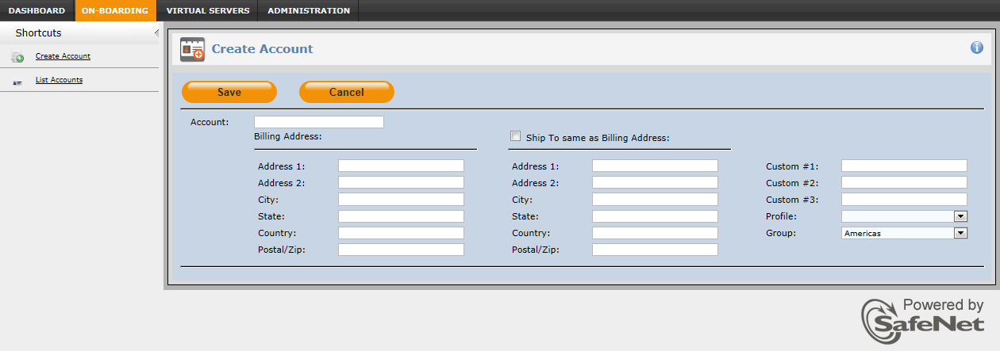 DASHBOARD ON-BOARDING VIRTUAL SERVERS ADMINISTRATION
Shortcuts
Create Account
List Accounts
Create Account
i
Save Cancel
Account:
Billing Address: Ship To same as Billing Address:
Address 1: Address 1: Custom #1:
Address 2: Address 2: Custom #2:
City: City: Custom #3:
State: State: Profile:
Country: Country: Group: Americas
Postal/Zip: Postal/Zip:
Powered by
SafeNet